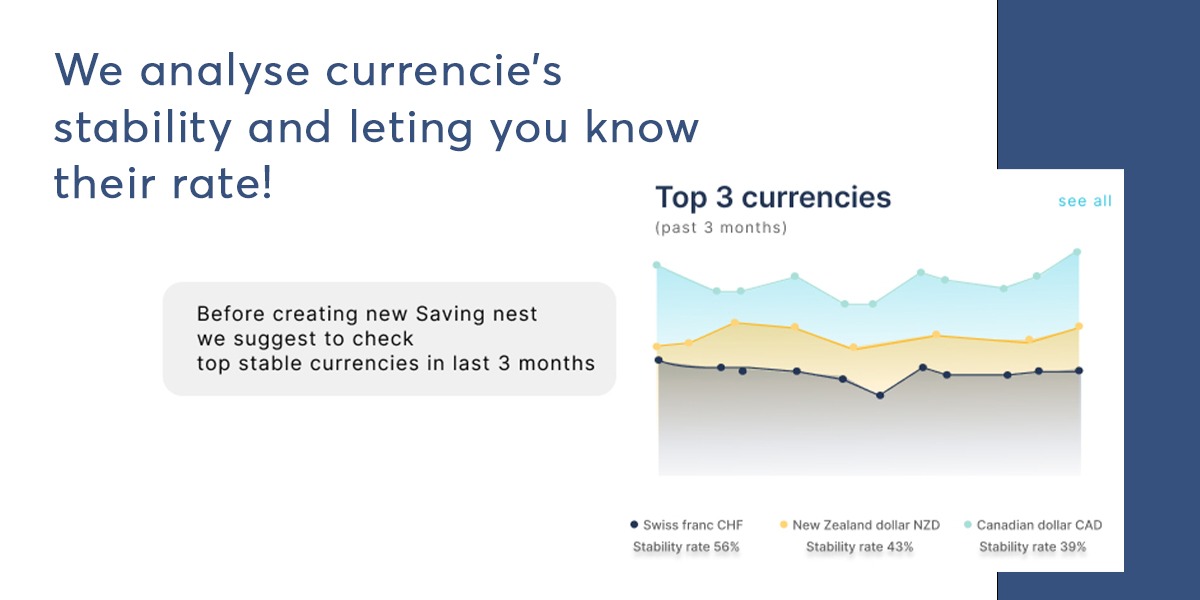 We analyse currencie's
stability and leting you know
their rate!
Top 3 currencies
see all
(past 3 months)
Before creating new Saving nest
we suggest to check
top stable currencies in last 3 months
Swiss franc CHF
Stability rate 56%
New Zealand dollar NZD
Stability rate 43%
Canadian dollar CAD
Stability rate 39%